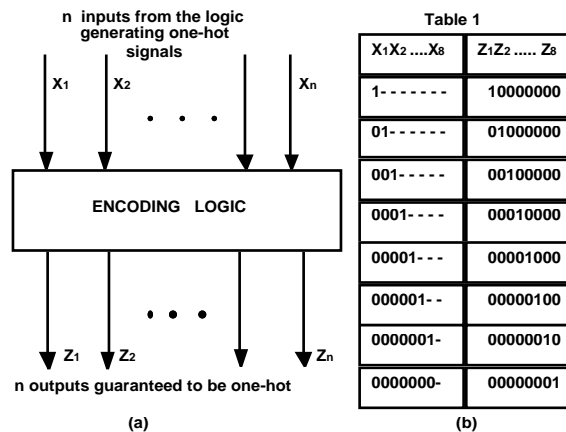 n inputs from the logic
generating one-hot
signals
X1 X2 Xn
ENCODING LOGIC
Z1 Z2 Zn
n outputs guaranteed to be one-hot
(a)
Table 1
X1X2 ....X8 Z1Z2 ..... Z8
1- - - - - - - 10000000
01- - - - - - 01000000
001- - - - - 00100000
0001- - - - 00010000
00001- - - 00001000
000001- - 00000100
0000001- 00000010
0000000- 00000001
(b)